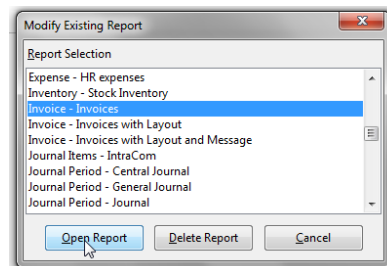 Modify Existing Report
Report Selection
Expense - HR expenses
Inventory - Stock Inventory
Invoice - Invoices
Invoice - Invoices with Layout
Invoice - Invoices with Layout and Message
Journal Items - IntraCom
Journal Period - Central Journal
Journal Period - General Journal
Journal Period - Journal
Open Report Delete Report Cancel